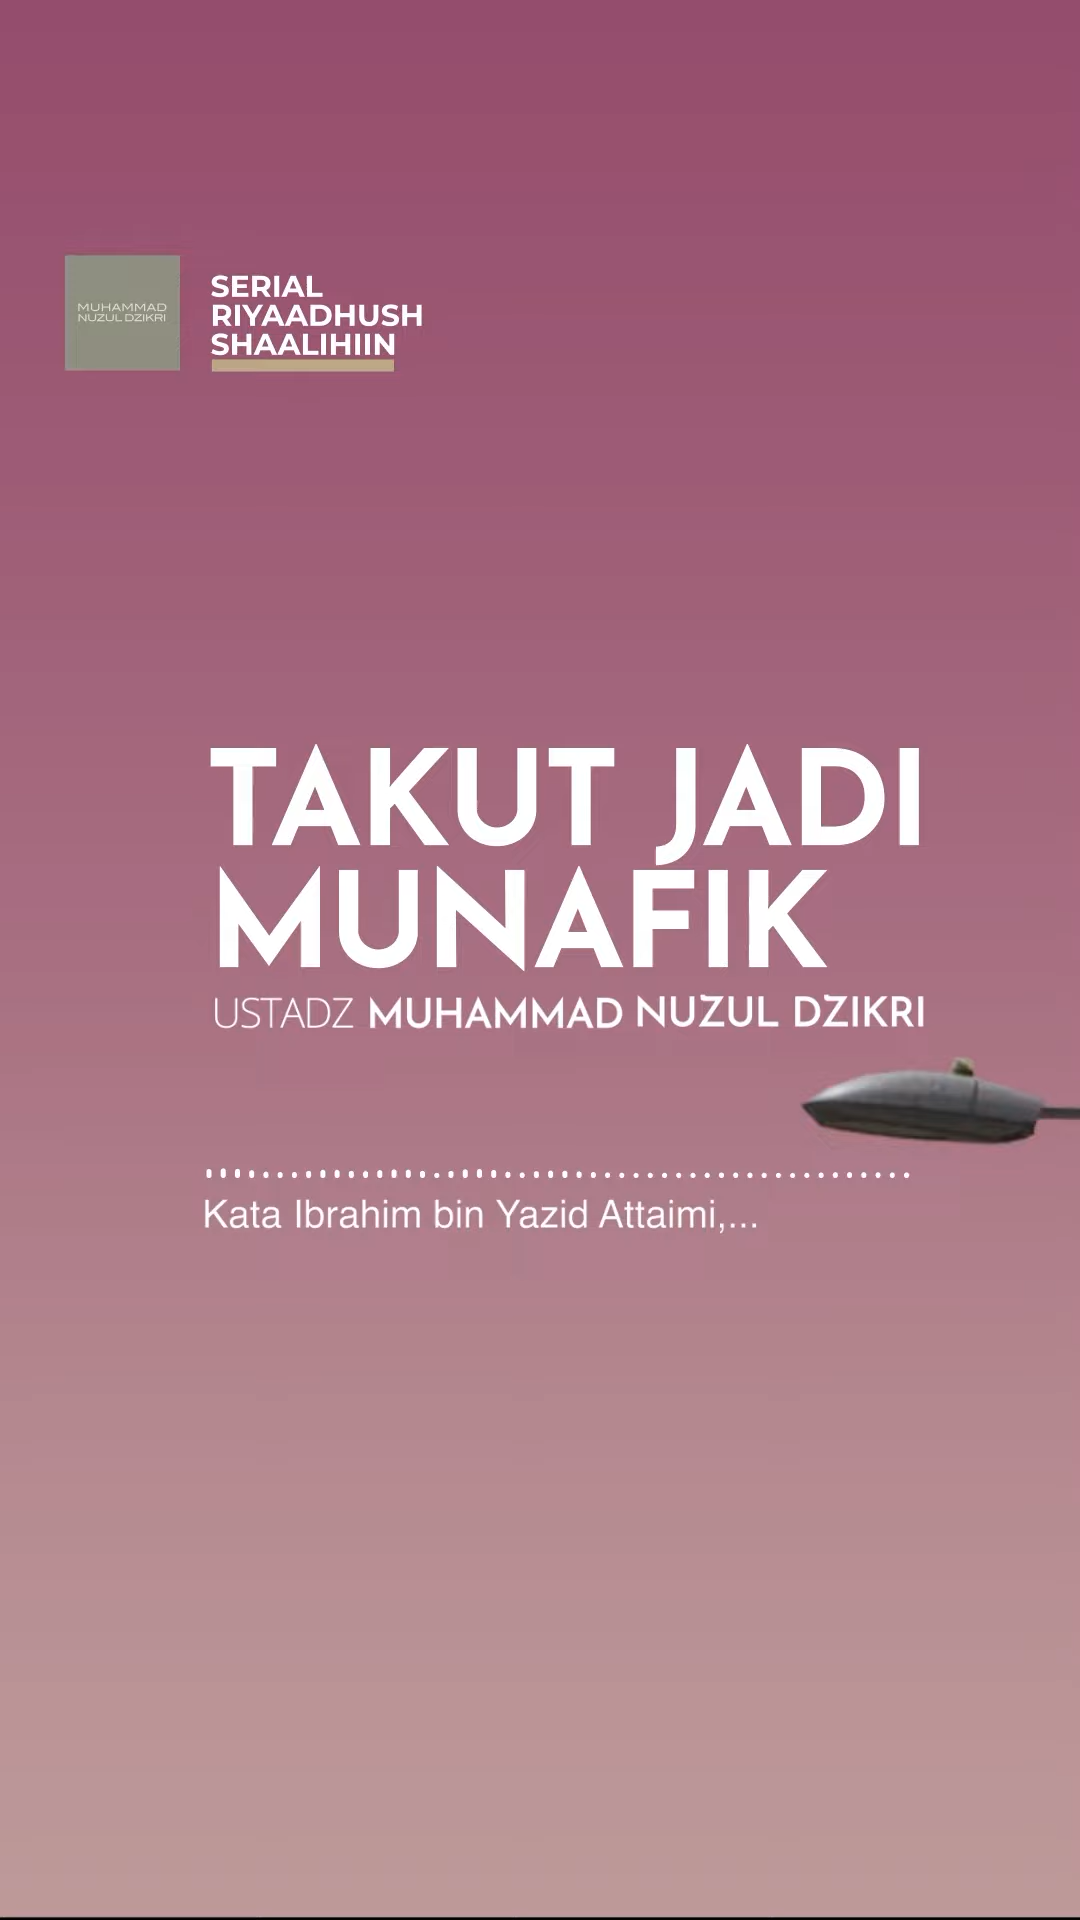 MUHAMMAD
NUZUL DZIKRI
SERIAL
RIYAADHUSH
SHAALIHIIN
TAKUT JADI
MUNAFIK
USTADZ MUHAMMAD NUZUL DZIKRI
Kata Ibrahim bin Yazid Attaimi,...